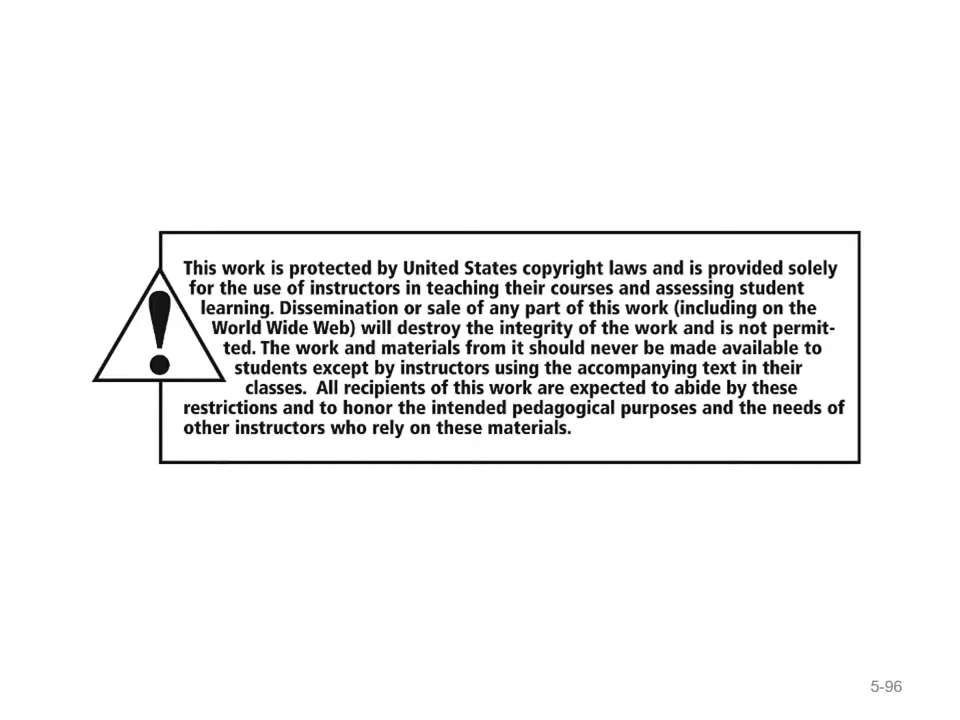 This work is protected by United States copyright laws and is provided solely
for the use of instructors in teaching their courses and assessing student
learning. Dissemination or sale of any part of this work (including on the
World Wide Web) will destroy the integrity of the work and is not permit-
ted. The work and materials from it should never be made available to
students except by instructors using the accompanying text in their
classes.  All recipients of this work are expected to abide by these
restrictions and to honor the intended pedagogical purposes and the needs of
other instructors who rely on these materials.
5-96